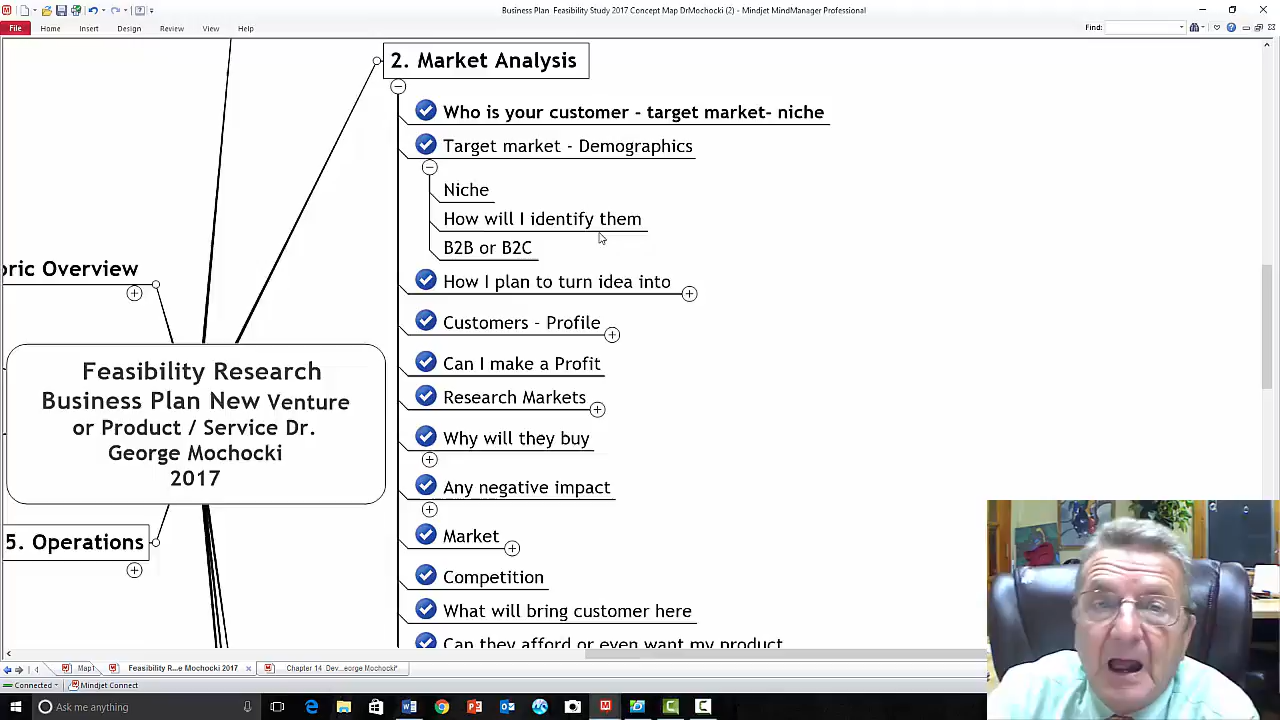 Business Plan Feasibility Study 2017 Concept Map DrMochocki (2) - Mindjet MindManager Professional
File Home Insert Design Review View Help
Find:
2. Market Analysis
Who is your customer - target market- niche
Target market - Demographics
Niche
How will I identify them
B2B or B2C
oric Overview
How I plan to turn idea into
Customers - Profile
Can I make a Profit
Research Markets
Why will they buy
Any negative impact
Market
Competition
What will bring customer here
Can they afford or even want my product
Feasibility Research
Business Plan New Venture
or Product / Service Dr.
George Mochocki
2017
5. Operations
Map1 Feasibility R...e Mochocki 2017 Chapter 14 Dev...eorge Mochocki*
Connected Mindjet Connect
Ask me anything